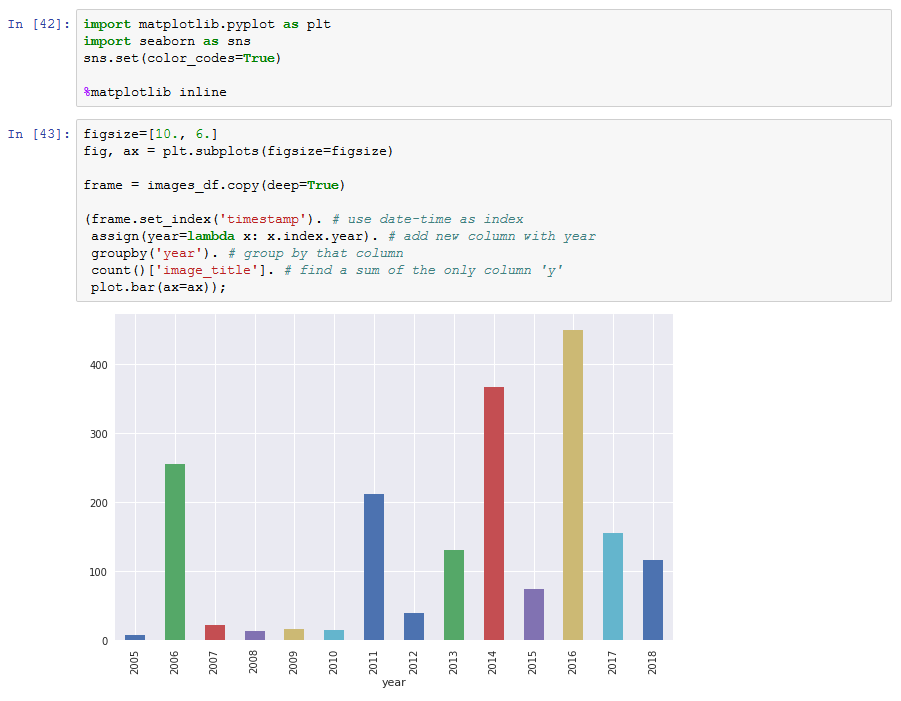 In [42]: import matplotlib.pyplot as plt
import seaborn as sns
sns.set(color_codes=True)
%matplotlib inline
In [43]: figsize=[10., 6.]
fig, ax = plt.subplots(figsize=figsize)
frame = images_df.copy(deep=True)
(frame.set_index('timestamp'). # use date-time as index
assign(year=lambda x: x.index.year). # add new column with year
groupby('year'). # group by that column
count()['image_title']. # find a sum of the only column 'y'
plot.bar(ax=ax));
400
300
200
100
0
2005 2006 2007 2008 2009 2010 2011 2012 2013 2014 2015 2016 2017 2018
year